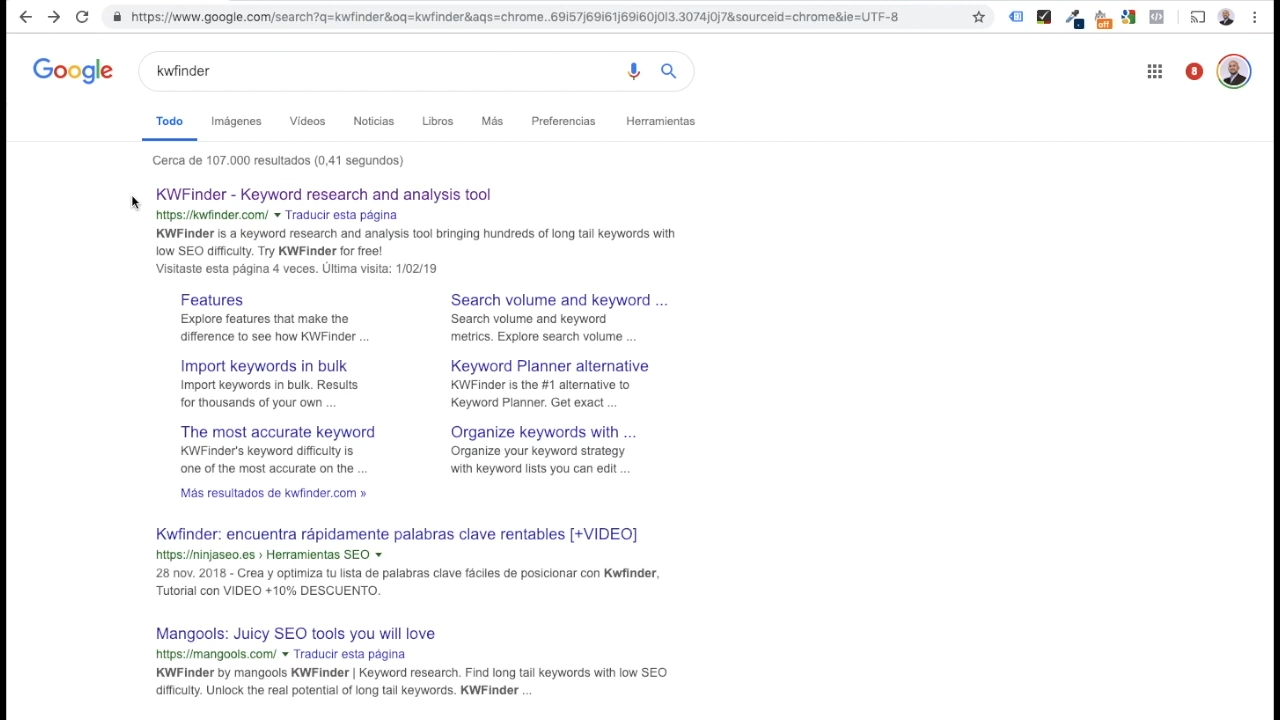 https://www.google.com/search?q=kwfinder&oq=kwfinder&aqs=chrome..69i57j69i61j69i60j0l3.3074j0j7&sourceid=chrome&ie=UTF-8
off
Google
kwfinder
8
Todo Imágenes Vídeos Noticias Libros Más Preferencias Herramientas
Cerca de 107.000 resultados (0,41 segundos)
KWFinder - Keyword research and analysis tool
https://kwfinder.com/ Traducir esta página
KWFinder is a keyword research and analysis tool bringing hundreds of long tail keywords with
low SEO difficulty. Try KWFinder for free!
Visitaste esta página 4 veces. Última visita: 1/02/19
Features
Explore features that make the
difference to see how KWFinder ...
Search volume and keyword ...
Search volume and keyword
metrics. Explore search volume ...
Import keywords in bulk
Import keywords in bulk. Results
for thousands of your own ...
Keyword Planner alternative
KWFinder is the #1 alternative to
Keyword Planner. Get exact ...
The most accurate keyword
KWFinder's keyword difficulty is
one of the most accurate on the ...
Organize keywords with ...
Organize your keyword strategy
with keyword lists you can edit ...
Más resultados de kwfinder.com »
Kwfinder: encuentra rápidamente palabras clave rentables [+VIDEO]
https://ninjaseo.es › Herramientas SEO
28 nov. 2018 - Crea y optimiza tu lista de palabras clave fáciles de posicionar con Kwfinder,
Tutorial con VIDEO +10% DESCUENTO.
Mangools: Juicy SEO tools you will love
https://mangools.com/ Traducir esta página
KWFinder by mangools KWFinder | Keyword research. Find long tail keywords with low SEO
difficulty. Unlock the real potential of long tail keywords. KWFinder ...